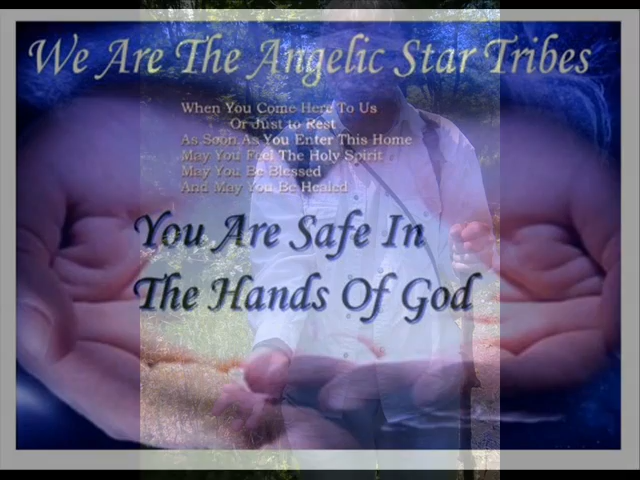 We Are The Angelic Star Tribes
When You Come Here To Us
Or Just to Rest
As Soon As You Enter This Home
May You Feel The Holy Spirit
May You Be Blessed
And May You Be Healed
You Are Safe In
The Hands Of God